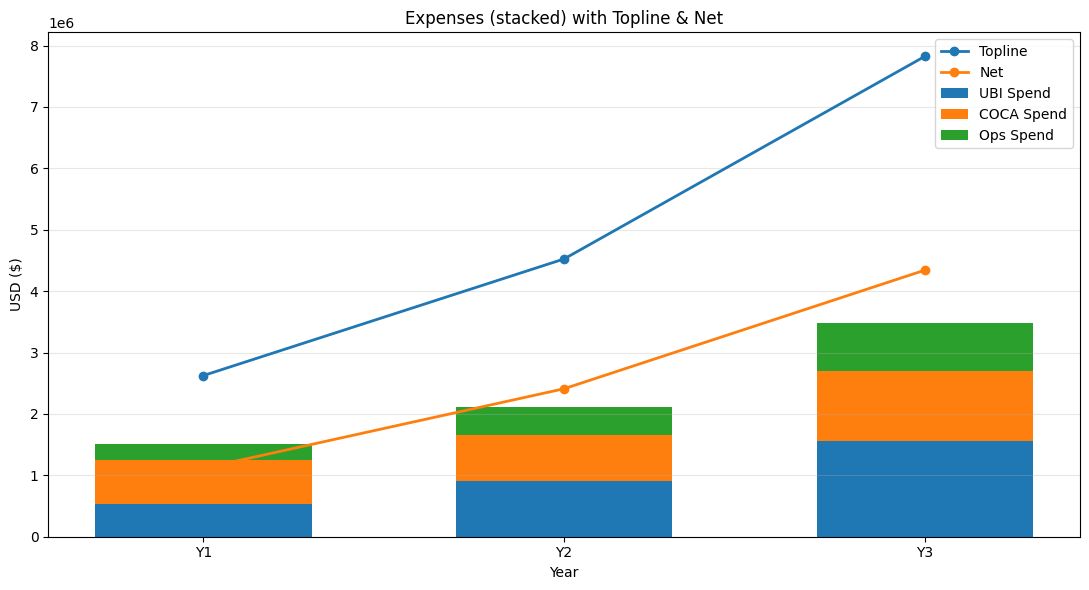 Expenses (stacked) with Topline & Net
1e6
8
7
6
5
4
3
2
1
0
USD ($)
Topline
Net
UBI Spend
COCA Spend
Ops Spend
Y1 Y2 Y3
Year